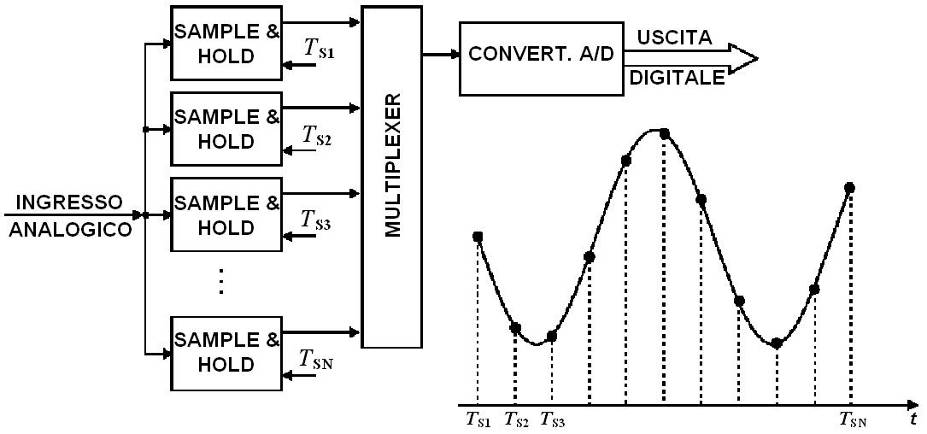 SAMPLE &
HOLD
TS1
SAMPLE &
HOLD
TS2
SAMPLE &
HOLD
TS3
SAMPLE &
HOLD
TSN
INGRESSO
ANALOGICO
MULTIPLEXER
CONVERT. A/D
USCITA
DIGITALE
TS1 TS2 TS3 TSN t